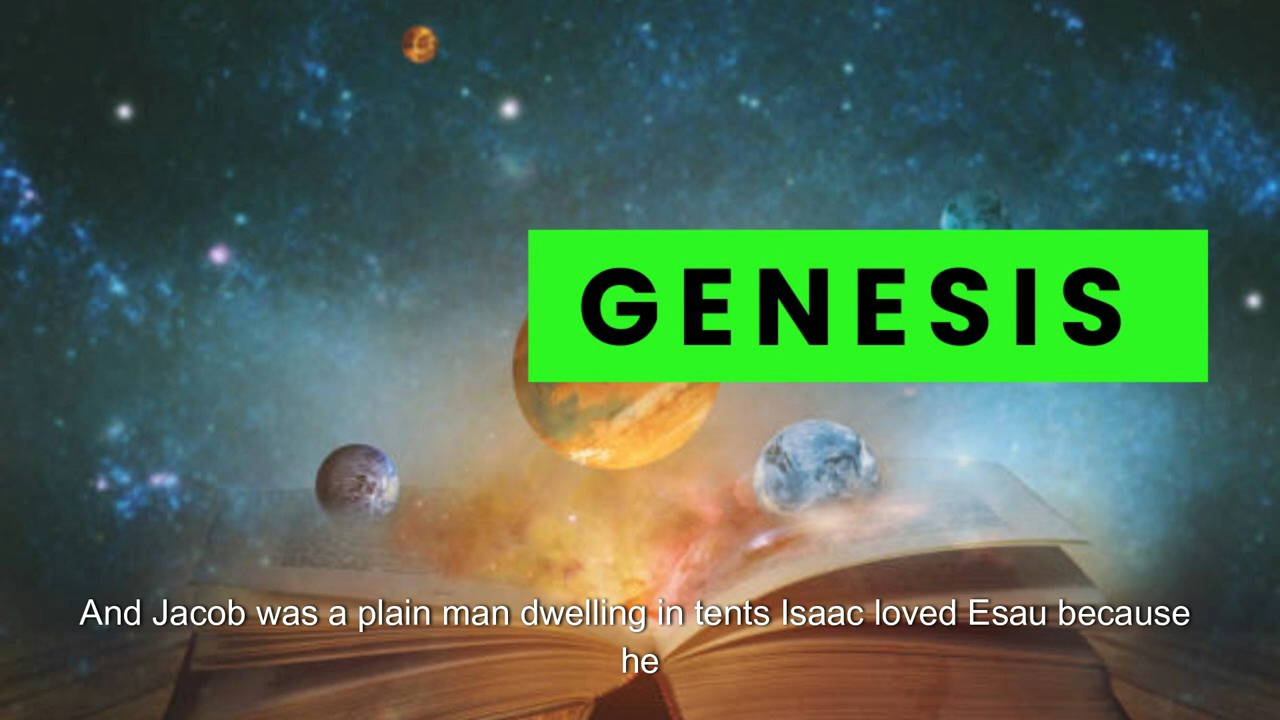 GENESIS
And Jacob was a plain man dwelling in tents Isaac loved Esau because
he